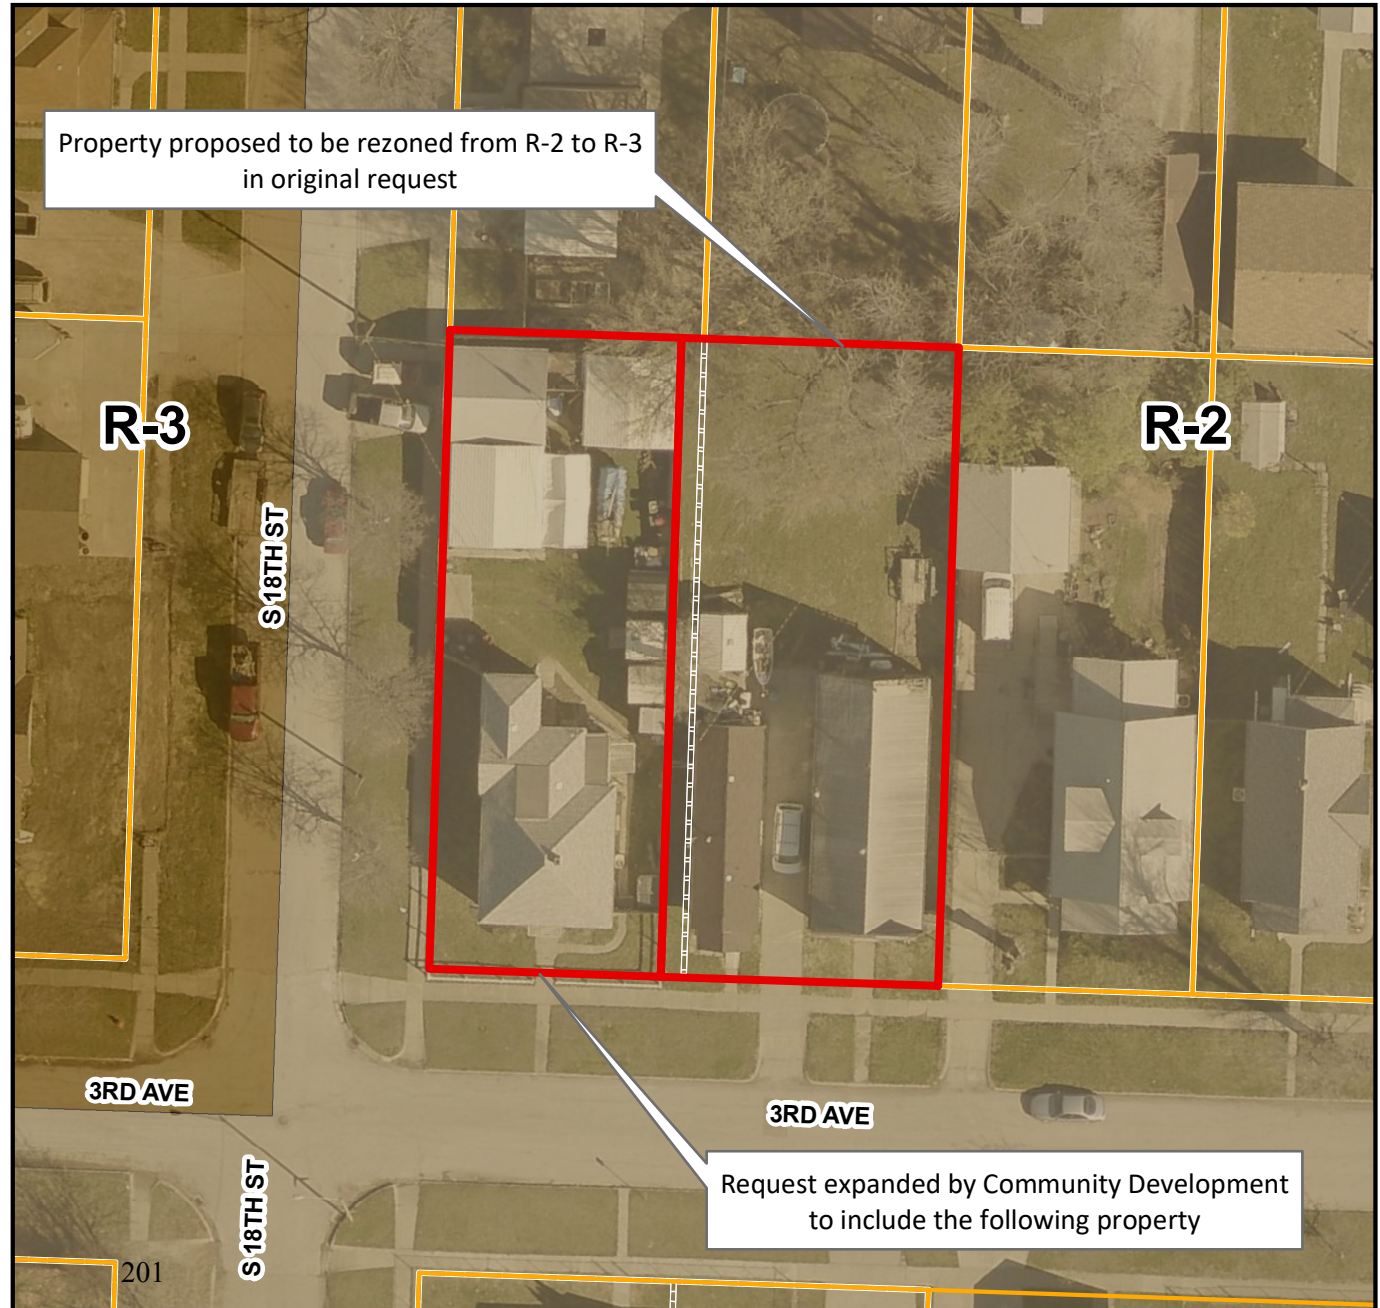 Property proposed to be rezoned from R-2 to R-3
in original request
R-3
R-2
S 18TH ST
3RD AVE
3RD AVE
Request expanded by Community Development
to include the following property
S 18TH ST
201